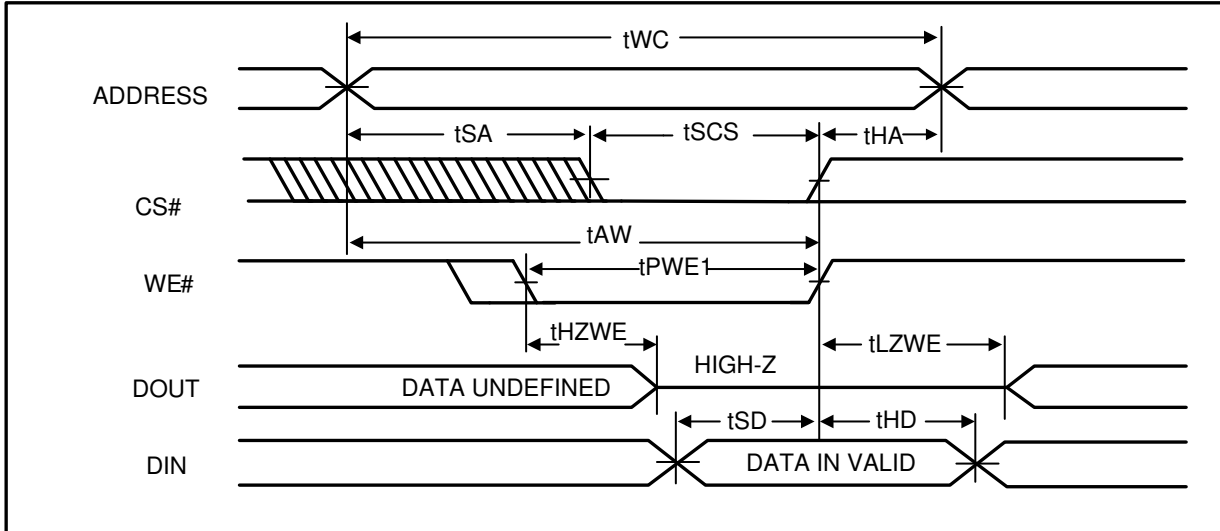 tWC
ADDRESS
tSA
tSCS
tHA
CS#
tAW
tPWE1
WE#
tHZWE
tLZWE
HIGH-Z
DOUT
DATA UNDEFINED
tSD
tHD
DIN
DATA IN VALID